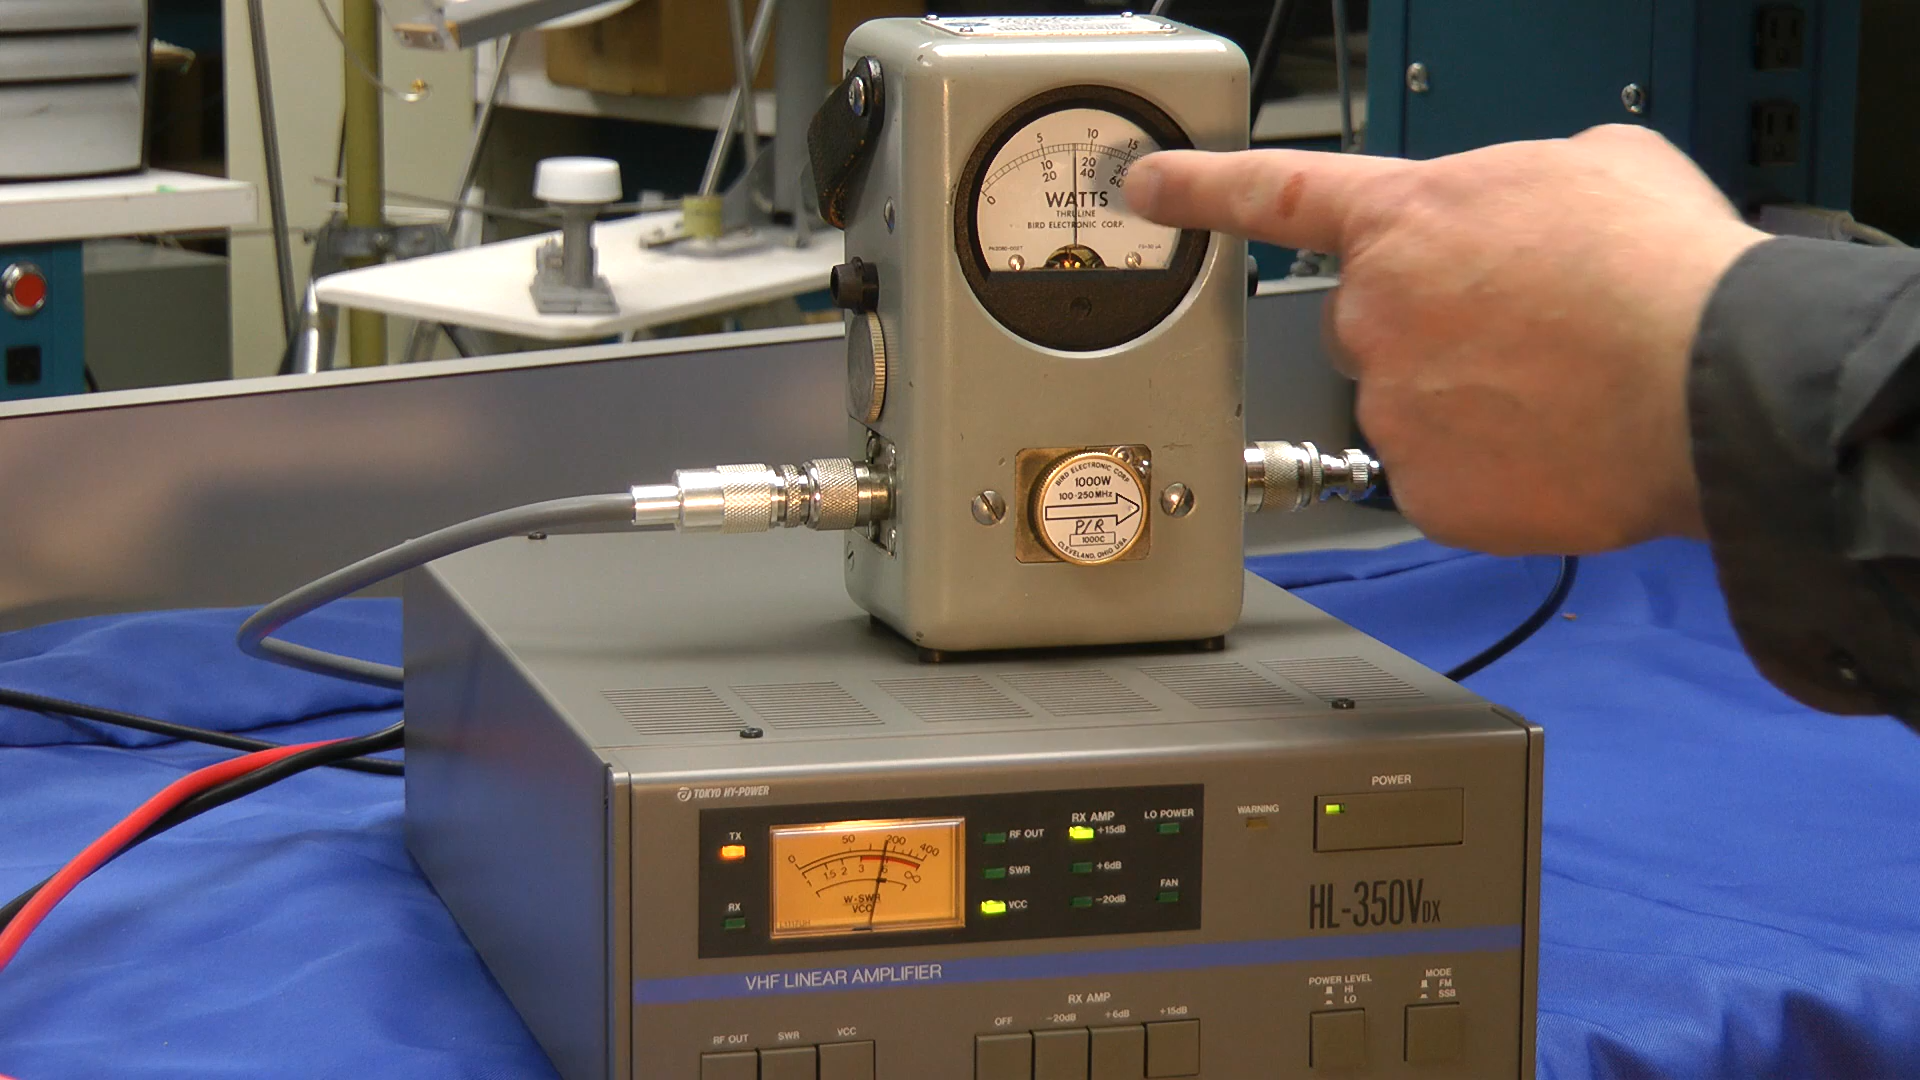 5
10
15
10
20
20
40
0
WATTS
THRULINE
BIRD ELECTRONIC CORP.
BIRD ELECTRONIC CORP
1000W
100-250MHz
P/R
1000C
CLEVELAND, OHIO USA
TOKYO HY-POWER
TX
RX
0 50 200 400
1 1.5 2 3 5 ∞
W-SWR
VCC
RF OUT
SWR
VCC
RX AMP
+15dB
+6dB
-20dB
LO POWER
FAN
WARNING
POWER
HL-350VDX
VHF LINEAR AMPLIFIER
RF OUT
SWR
VCC
RX AMP
OFF
-20dB
+6dB
+15dB
POWER LEVEL
HI
LO
MODE
FM
SSB